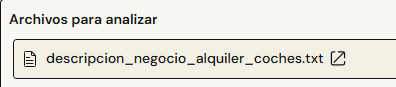 Archivos para analizar
descripcion_negocio_alquiler_coches.txt